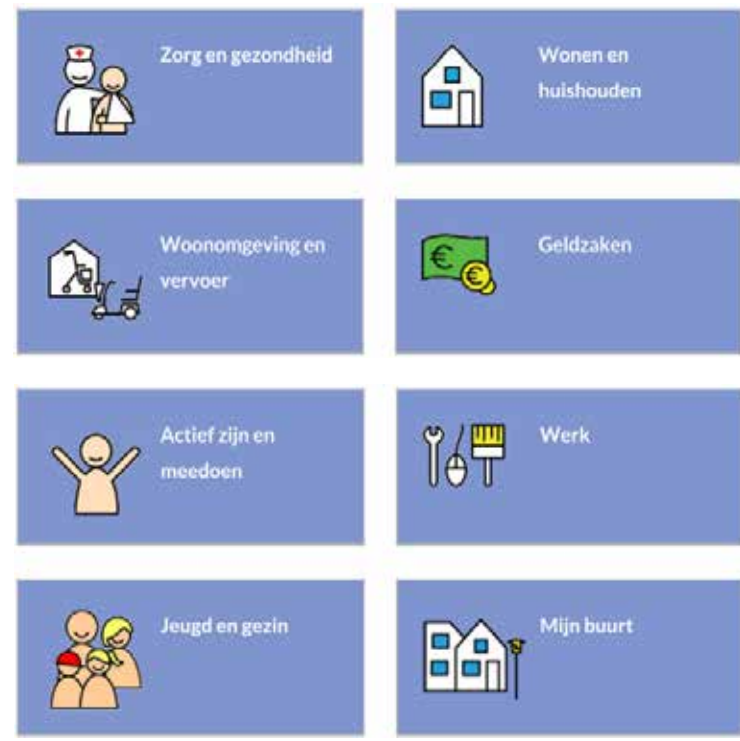 Zorg en gezondheid
Wonen en
huishouden
Woonomgeving en
vervoer
Geldzaken
€
€
Actief zijn en
meedoen
Werk
Jeugd en gezin
Mijn buurt